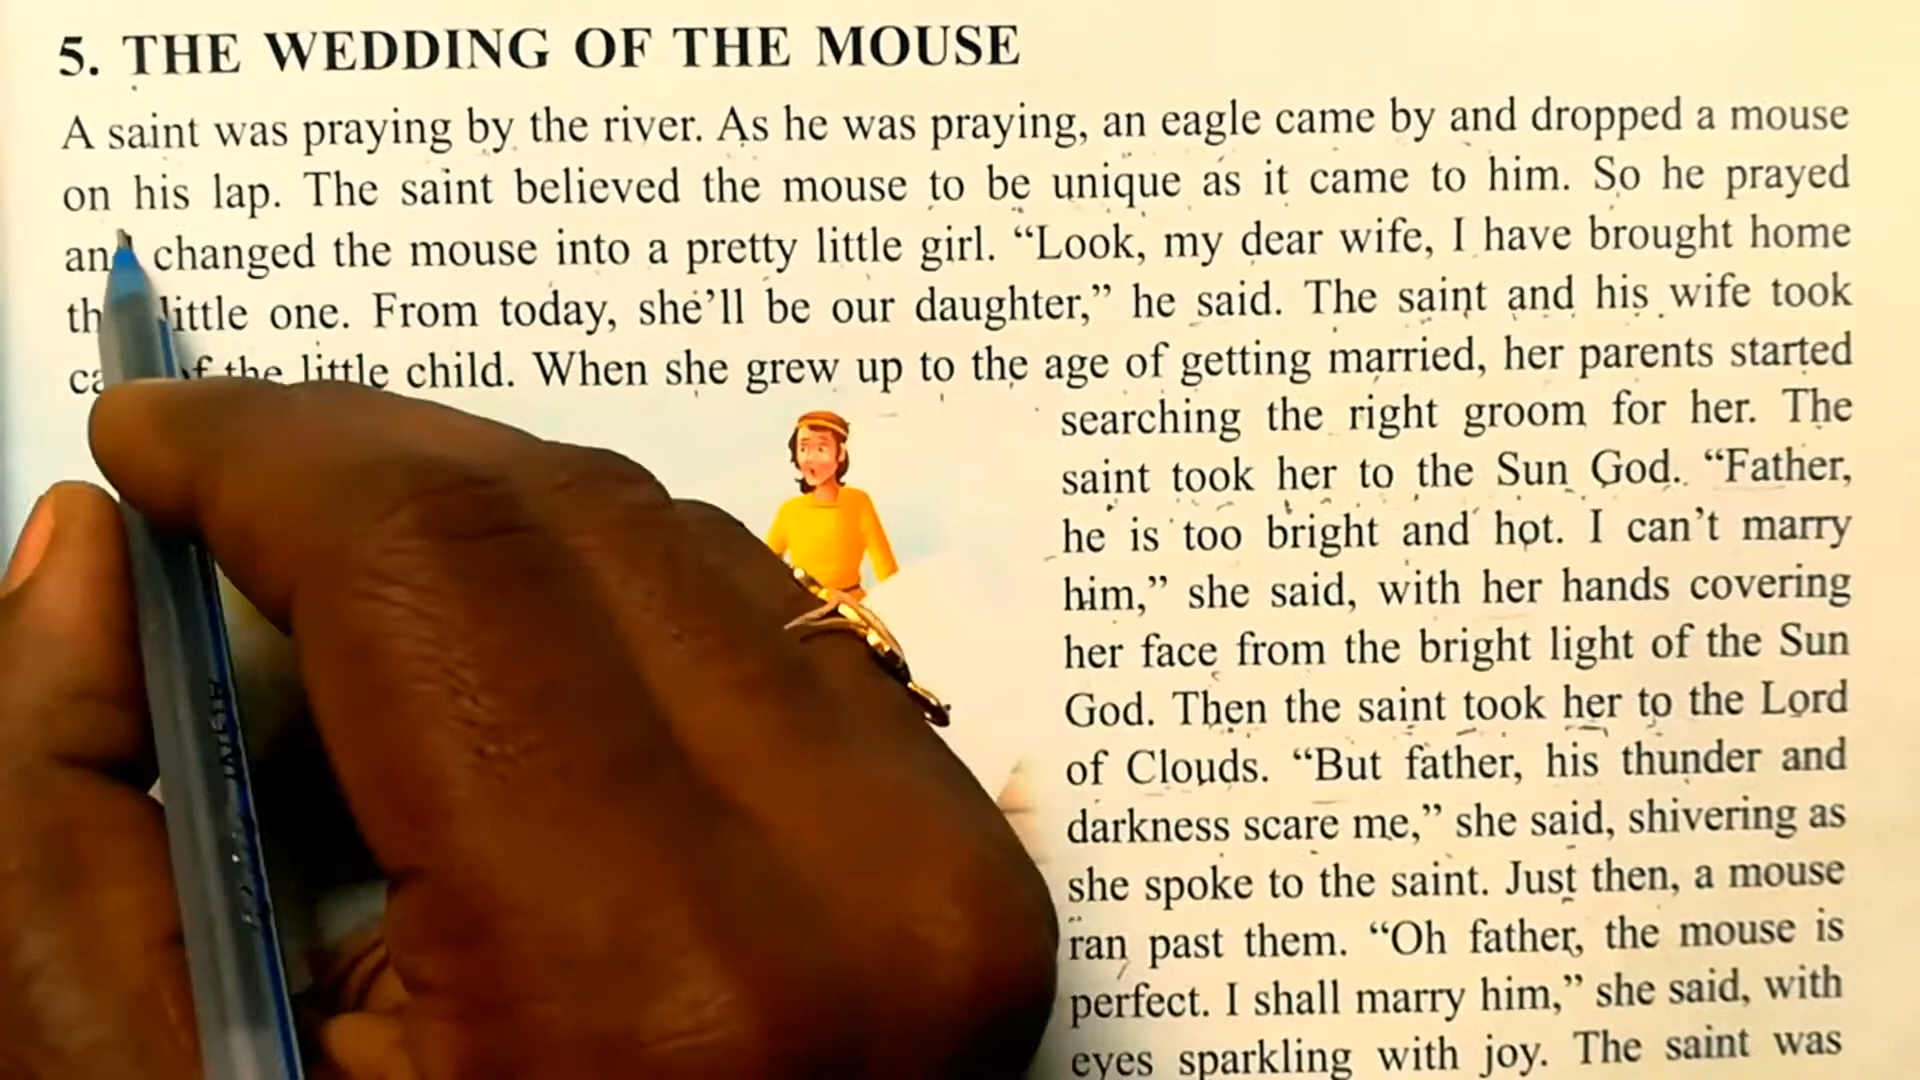 5. THE WEDDING OF THE MOUSE
A saint was praying by the river. As he was praying, an eagle came by and dropped a mouse
on his lap. The saint believed the mouse to be unique as it came to him. So he prayed
and changed the mouse into a pretty little girl. “Look, my dear wife, I have brought home
little one. From today, she’ll be our daughter,” he said. The saint and his wife took
of the little child. When she grew up to the age of getting married, her parents started
searching the right groom for her. The
saint took her to the Sun God. “Father,
he is too bright and hot. I can’t marry
him,” she said, with her hands covering
her face from the bright light of the Sun
God. Then the saint took her to the Lord
of Clouds. “But father, his thunder and
darkness scare me,” she said, shivering as
she spoke to the saint. Just then, a mouse
ran past them. “Oh father, the mouse is
perfect. I shall marry him,” she said, with
eyes sparkling with joy. The saint was